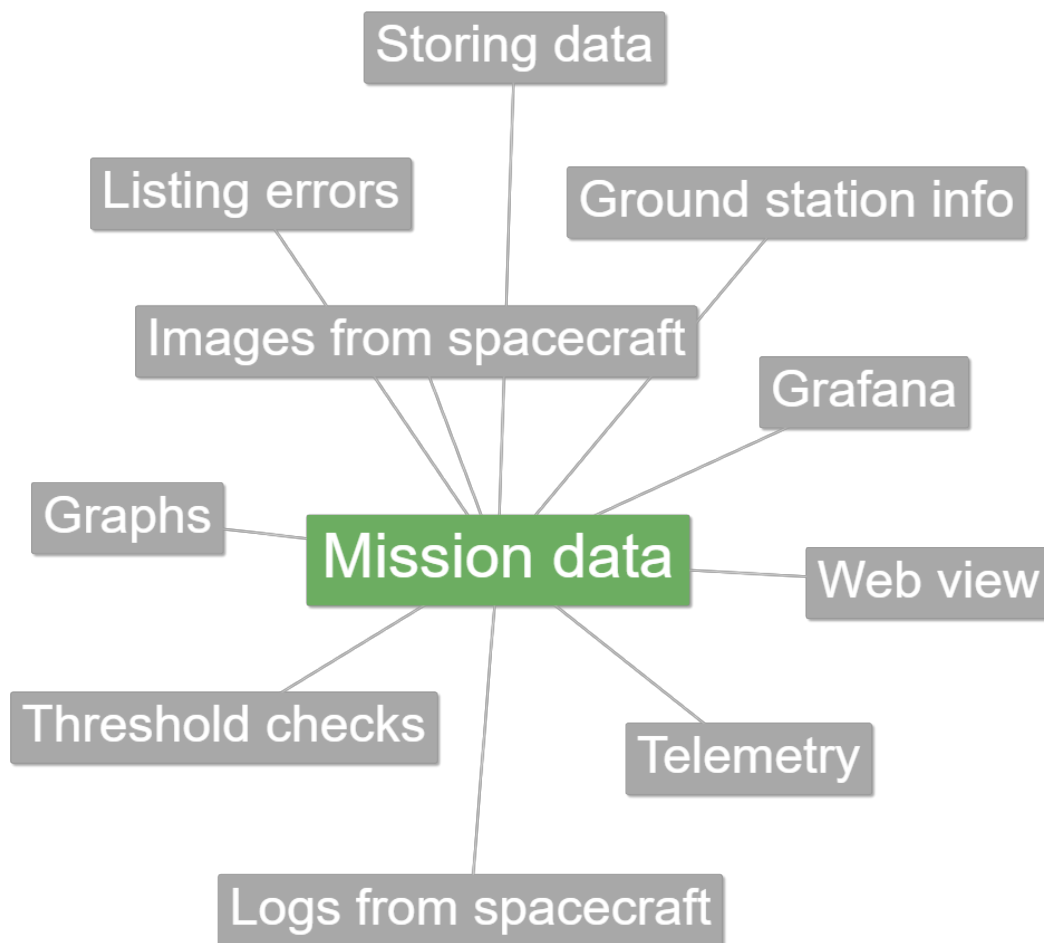 Storing data
Listing errors
Ground station info
Images from spacecraft
Grafana
Graphs
Mission data
Web view
Threshold checks
Telemetry
Logs from spacecraft